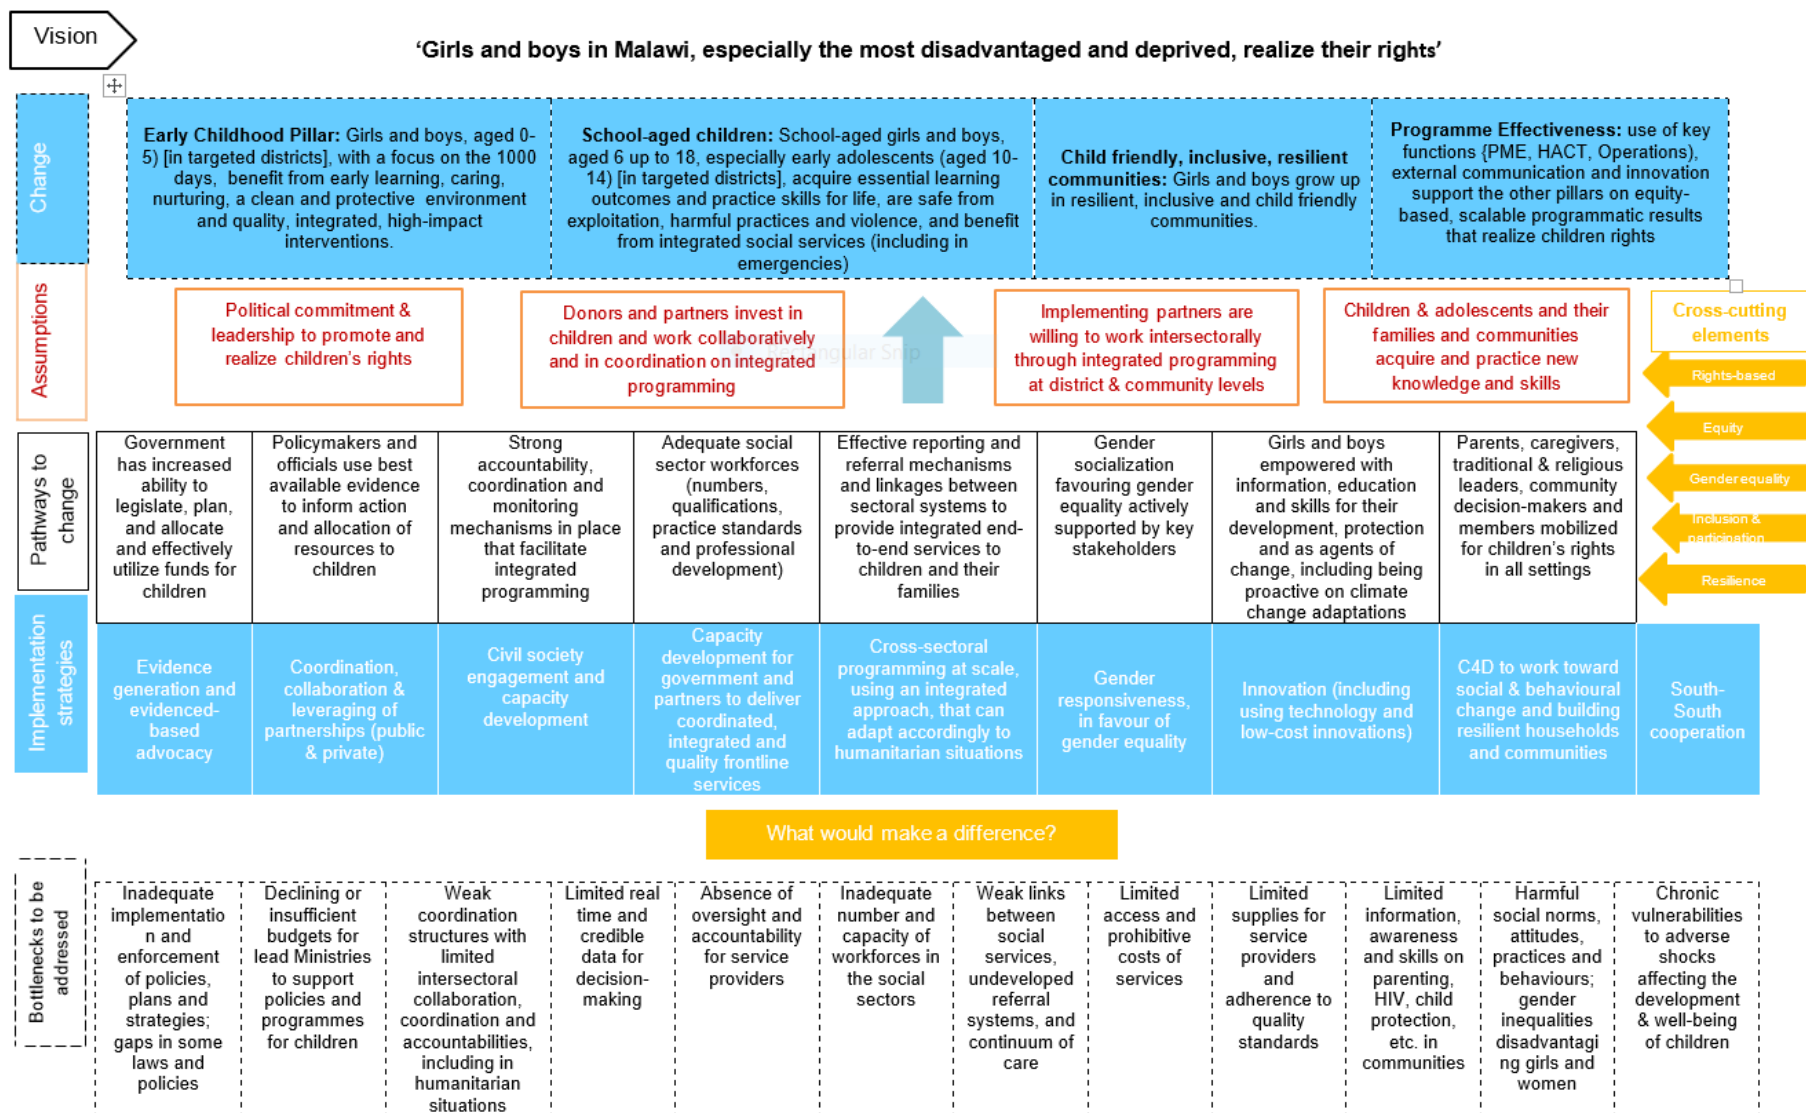 Vision
‘Girls and boys in Malawi, especially the most disadvantaged and deprived, realize their rights’
Change
Early Childhood Pillar: Girls and boys, aged 0-
5) [in targeted districts], with a focus on the 1000
days, benefit from early learning, caring,
nurturing, a clean and protective environment
and quality, integrated, high-impact
interventions.
School-aged children: School-aged girls and boys,
aged 6 up to 18, especially early adolescents (aged 10-
14) [in targeted districts], acquire essential learning
outcomes and practice skills for life, are safe from
exploitation, harmful practices and violence, and benefit
from integrated social services (including in
emergencies)
Child friendly, inclusive, resilient
communities: Girls and boys grow up
in resilient, inclusive and child friendly
communities.
Programme Effectiveness: use of key
functions {PME, HACT, Operations),
external communication and innovation
support the other pillars on equity-
based, scalable programmatic results
that realize children rights
Assumptions
Political commitment &
leadership to promote and
realize children’s rights
Donors and partners invest in
children and work collaboratively
and in coordination on integrated
programming
Rectangular Snip
Implementing partners are
willing to work intersectorally
through integrated programming
at district & community levels
Children & adolescents and their
families and communities
acquire and practice new
knowledge and skills
Cross-cutting
elements
Rights-based
Equity
Gender equality
Inclusion &
participation
Resilience
Pathways to
change
Government
has increased
ability to
legislate, plan,
and allocate
and effectively
utilize funds for
children
Policymakers and
officials use best
available evidence
to inform action
and allocation of
resources to
children
Strong
accountability,
coordination and
monitoring
mechanisms in place
that facilitate
integrated
programming
Adequate social
sector workforces
(numbers,
qualifications,
practice standards
and professional
development)
Effective reporting and
referral mechanisms
and linkages between
sectoral systems to
provide integrated end-
to-end services to
children and their
families
Gender
socialization
favouring gender
equality actively
supported by key
stakeholders
Girls and boys
empowered with
information, education
and skills for their
development, protection
and as agents of
change, including being
proactive on climate
change adaptations
Parents, caregivers,
traditional & religious
leaders, community
decision-makers and
members mobilized
for children’s rights
in all settings
Implementation
strategies
Evidence
generation and
evidenced-
based
advocacy
Coordination,
collaboration &
leveraging of
partnerships (public
& private)
Civil society
engagement and
capacity
development
Capacity
development for
government and
partners to deliver
coordinated,
integrated and
quality frontline
services
Cross-sectoral
programming at scale,
using an integrated
approach, that can
adapt accordingly to
humanitarian situations
Gender
responsiveness,
in favour of
gender equality
Innovation (including
using technology and
low-cost innovations)
C4D to work toward
social & behavioural
change and building
resilient households
and communities
South-
South
cooperation
What would make a difference?
Bottlenecks to be
addressed
Inadequate
implementatio
n and
enforcement
of policies,
plans and
strategies;
gaps in some
laws and
policies
Declining or
insufficient
budgets for
lead Ministries
to support
policies and
programmes
for children
Weak
coordination
structures with
limited
intersectoral
collaboration,
coordination and
accountabilities,
including in
humanitarian
situations
Limited real
time and
credible
data for
decision-
making
Absence of
oversight and
accountability
for service
providers
Inadequate
number and
capacity of
workforces in
the social
sectors
Weak links
between
social
services,
undeveloped
referral
systems, and
continuum of
care
Limited
access and
prohibitive
costs of
services
Limited
supplies for
service
providers
and
adherence to
quality
standards
Limited
information,
awareness
and skills on
parenting,
HIV, child
protection,
etc. in
communities
Harmful
social norms,
attitudes,
practices and
behaviours;
gender
inequalities
disadvantagi
ng girls and
women
Chronic
vulnerabilities
to adverse
shocks
affecting the
development
& well-being
of children